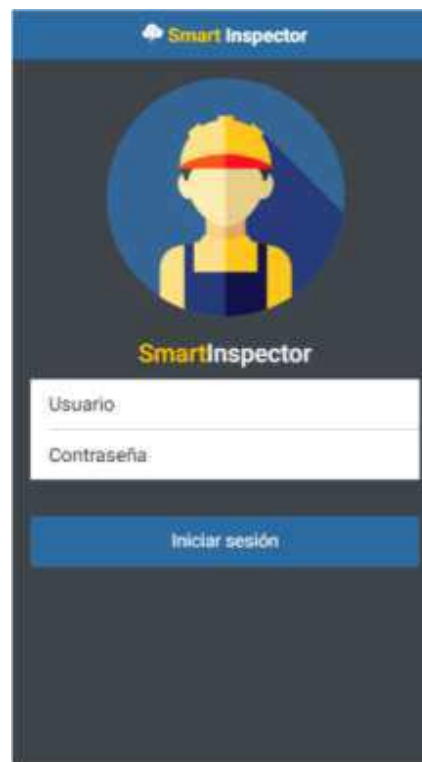 Smart Inspector
SmartInspector
Usuario
Contraseña
Iniciar sesión